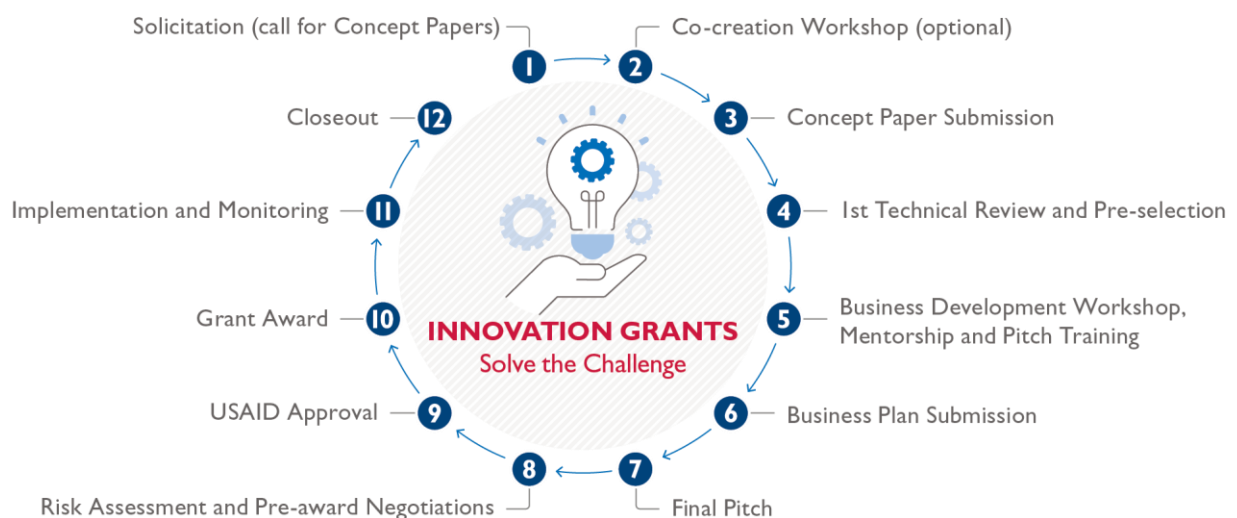 Solicitation (call for Concept Papers)
1
2
Co-creation Workshop (optional)
3
Concept Paper Submission
4
1st Technical Review and Pre-selection
5
Business Development Workshop,
Mentorship and Pitch Training
6
Business Plan Submission
7
Final Pitch
8
Risk Assessment and Pre-award Negotiations
9
USAID Approval
10
Grant Award
11
Implementation and Monitoring
12
Closeout
INNOVATION GRANTS
Solve the Challenge